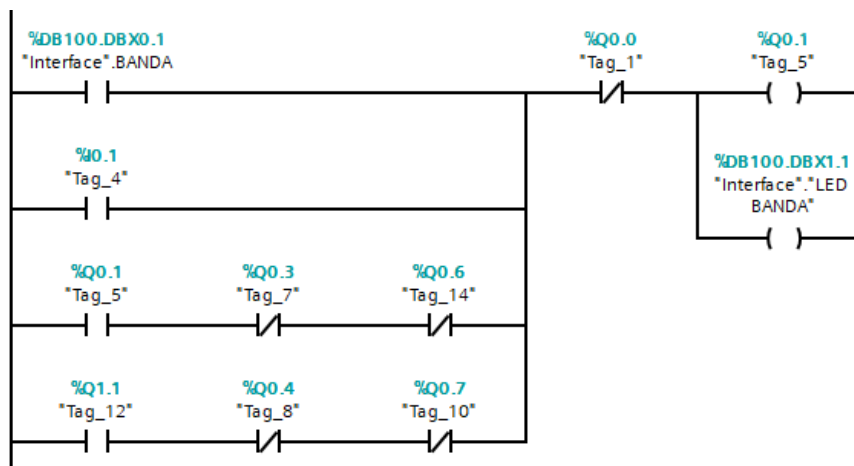 %DB100.DBX0.1
"Interface".BANDA
%Q0.0
"Tag_1"
%Q0.1
"Tag_5"
%I0.1
"Tag_4"
%DB100.DBX1.1
"Interface"."LED
BANDA"
%Q0.1
"Tag_5"
%Q0.3
"Tag_7"
%Q0.6
"Tag_14"
%Q1.1
"Tag_12"
%Q0.4
"Tag_8"
%Q0.7
"Tag_10"